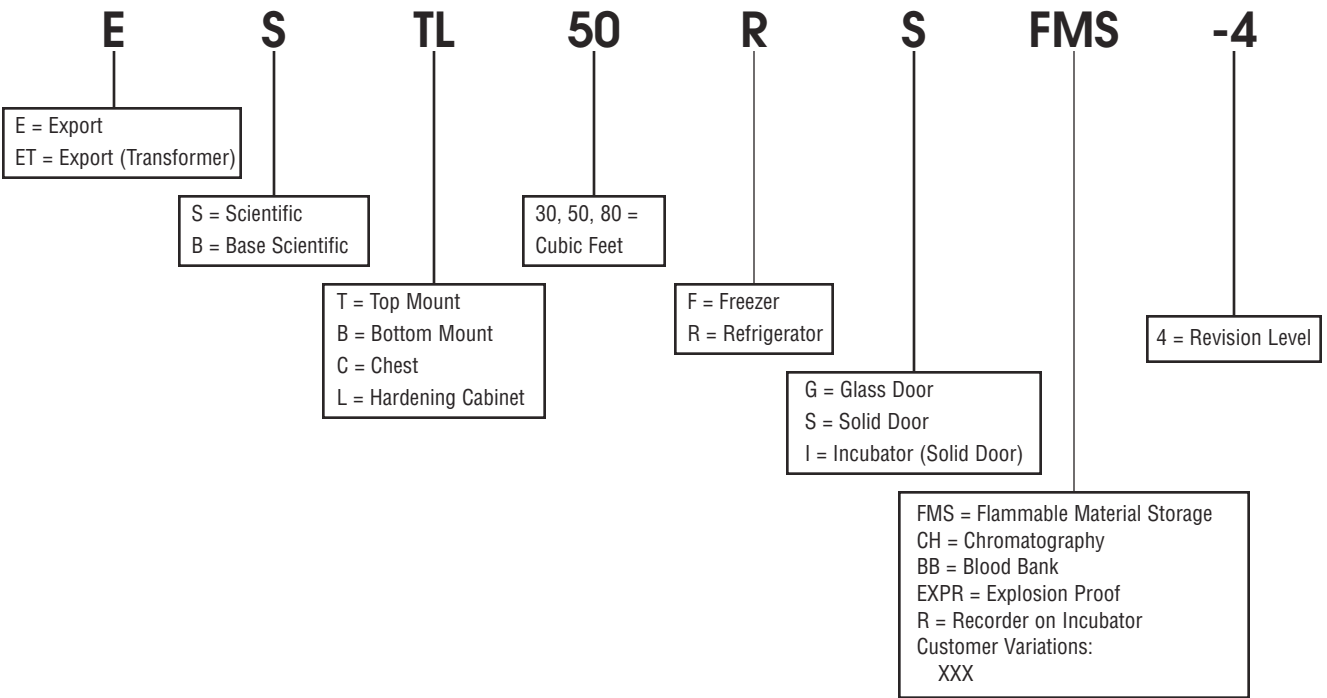 E S TL 50 R S FMS -4
E = Export
ET = Export (Transformer)
S = Scientific
B = Base Scientific
30, 50, 80 =
Cubic Feet
T = Top Mount
B = Bottom Mount
C = Chest
L = Hardening Cabinet
F = Freezer
R = Refrigerator
4 = Revision Level
G = Glass Door
S = Solid Door
I = Incubator (Solid Door)
FMS = Flammable Material Storage
CH = Chromatography
BB = Blood Bank
EXPR = Explosion Proof
R = Recorder on Incubator
Customer Variations:
XXX